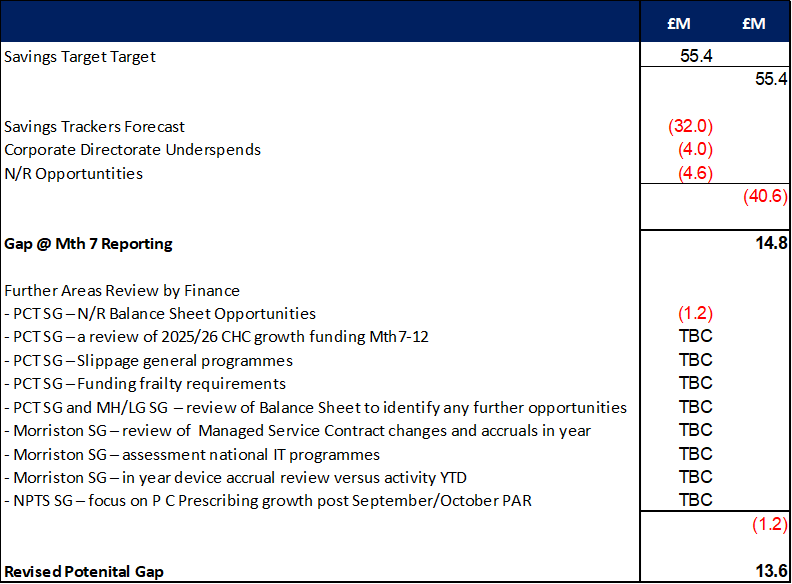 £M £M
Savings Target Target 55.4
55.4
Savings Trackers Forecast (32.0)
Corporate Directorate Underspends (4.0)
N/R Opportuntities (4.6)
(40.6)
Gap @ Mth 7 Reporting 14.8
Further Areas Review by Finance
- PCT SG – N/R Balance Sheet Opportunities (1.2)
- PCT SG – a review of 2025/26 CHC growth funding Mth7-12 TBC
- PCT SG – Slippage general programmes TBC
- PCT SG – Funding frailty requirements TBC
- PCT SG and MH/LG SG – review of Balance Sheet to identify any further opportunities TBC
- Morriston SG – review of Managed Service Contract changes and accruals in year TBC
- Morriston SG – assessment national IT programmes TBC
- Morriston SG – in year device accrual review versus activity YTD TBC
- NPTS SG – focus on P C Prescribing growth post September/October PAR TBC
(1.2)
Revised Potenital Gap 13.6